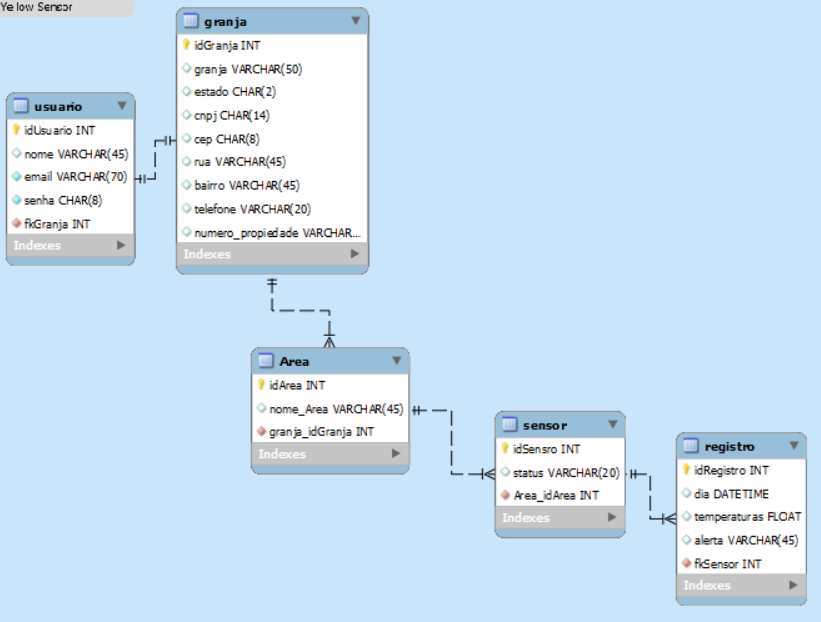 Yellow Sensor
granja
idGranja INT
granja VARCHAR(50)
estado CHAR(2)
cnpj CHAR(14)
cep CHAR(8)
rua VARCHAR(45)
bairro VARCHAR(45)
telefone VARCHAR(20)
numero_propiedade VARCHAR...
Indexes
usuario
idUsuario INT
nome VARCHAR(45)
email VARCHAR(70)
senha CHAR(8)
fkGranja INT
Indexes
Area
idArea INT
nome_Area VARCHAR(45)
granja_idGranja INT
Indexes
sensor
idSensro INT
status VARCHAR(20)
Area_idArea INT
Indexes
registro
idRegistro INT
dia DATETIME
temperaturas FLOAT
alerta VARCHAR(45)
fkSensor INT
Indexes